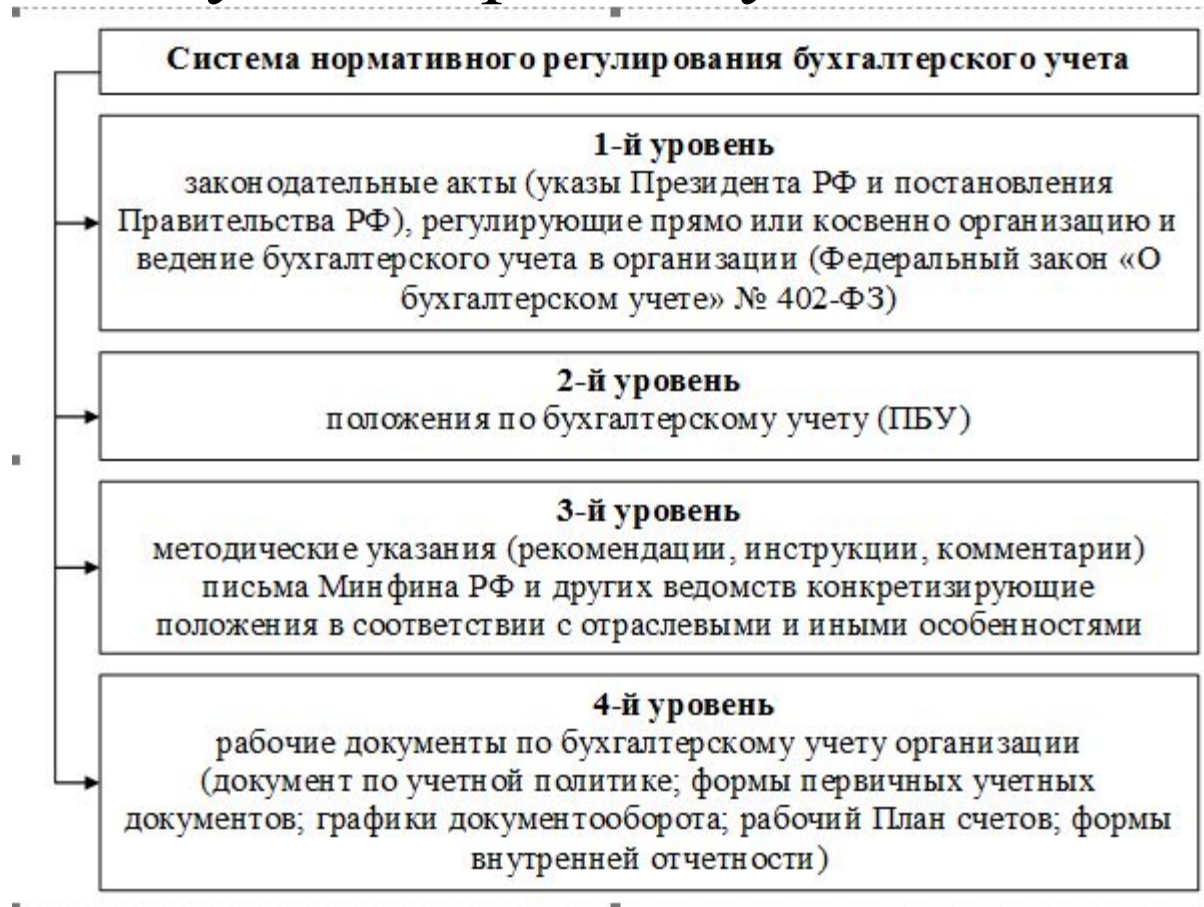 Система нормативного регулирования бухгалтерского учета
1-й уровень
законодательные акты (указы Президента РФ и постановления
Правительства РФ), регулирующие прямо или косвенно организацию и
ведение бухгалтерского учета в организации (Федеральный закон «О
бухгалтерском учете» № 402-ФЗ)
2-й уровень
положения по бухгалтерскому учету (ПБУ)
3-й уровень
методические указания (рекомендации, инструкции, комментарии)
письма Минфина РФ и других ведомств конкретизирующие
положения в соответствии с отраслевыми и иными особенностями
4-й уровень
рабочие документы по бухгалтерскому учету организации
(документ по учетной политике; формы первичных учетных
документов; графики документооборота; рабочий План счетов; формы
внутренней отчетности)